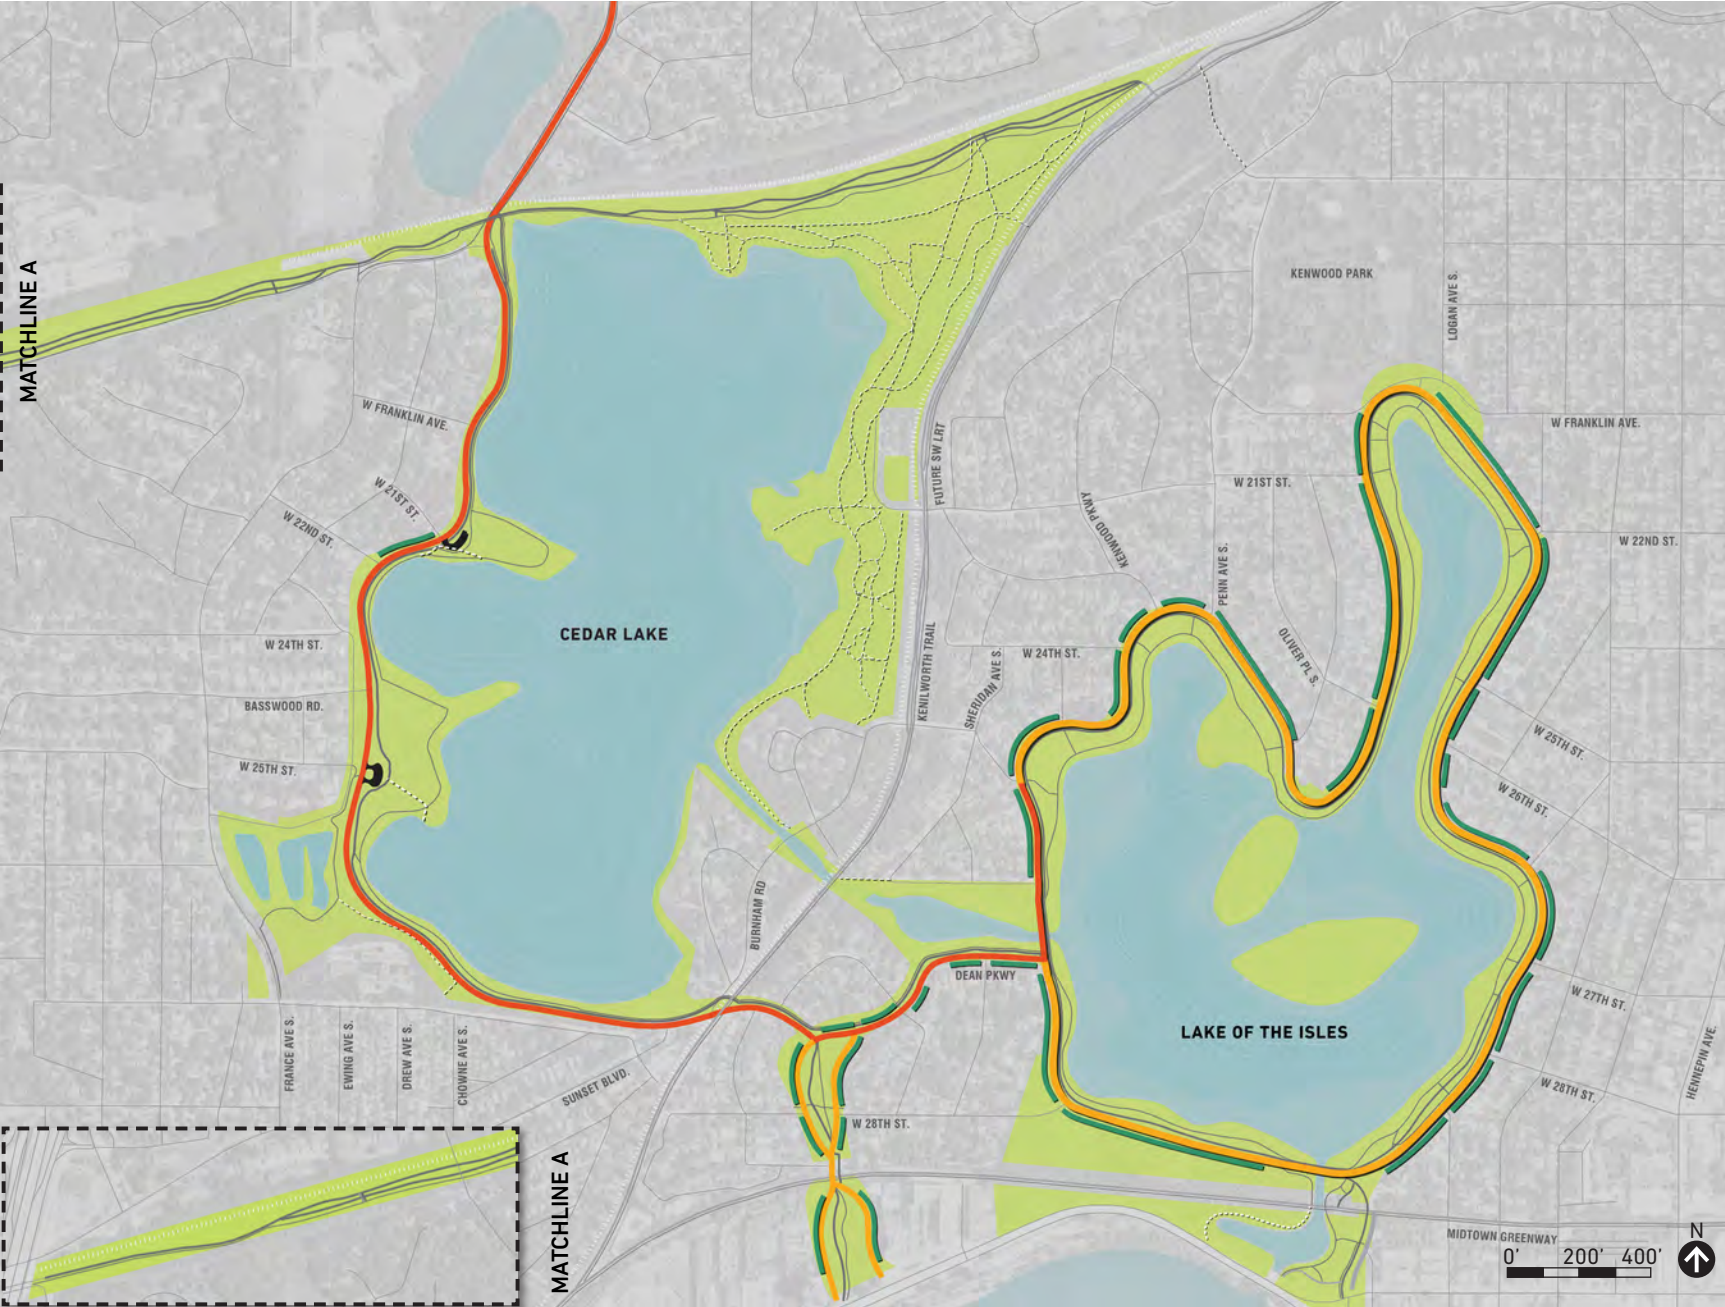 MATCHLINE A
KENWOOD PARK
LOGAN AVE S.
W FRANKLIN AVE.
W FRANKLIN AVE.
FUTURE SW LRT
W 21ST ST.
W 21ST ST.
KENWOOD PKWY
W 22ND ST.
W 22ND ST.
PENN AVE S.
CEDAR LAKE
W 24TH ST.
W 24TH ST.
OLIVER PL S.
KENILWORTH TRAIL
SHERIDAN AVE S.
BASSWOOD RD.
W 25TH ST.
W 25TH ST.
W 26TH ST.
BURNHAM RD
DEAN PKWY
W 27TH ST.
LAKE OF THE ISLES
FRANCE AVE S.
EWING AVE S.
DREW AVE S.
CHOWNE AVE S.
SUNSET BLVD.
HENNEPIN AVE.
W 28TH ST.
W 28TH ST.
MATCHLINE A
MIDTOWN GREENWAY
N
0' 200' 400'